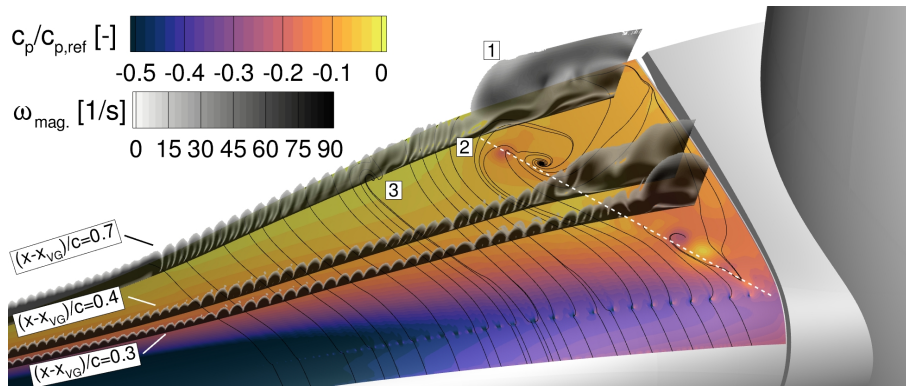 c_p/c_p,ref [-]
-0.5 -0.4 -0.3 -0.2 -0.1 0
ω_mag. [1/s]
0 15 30 45 60 75 90
1
2
3
(x-x_VG)/c=0.7
(x-x_VG)/c=0.4
(x-x_VG)/c=0.3